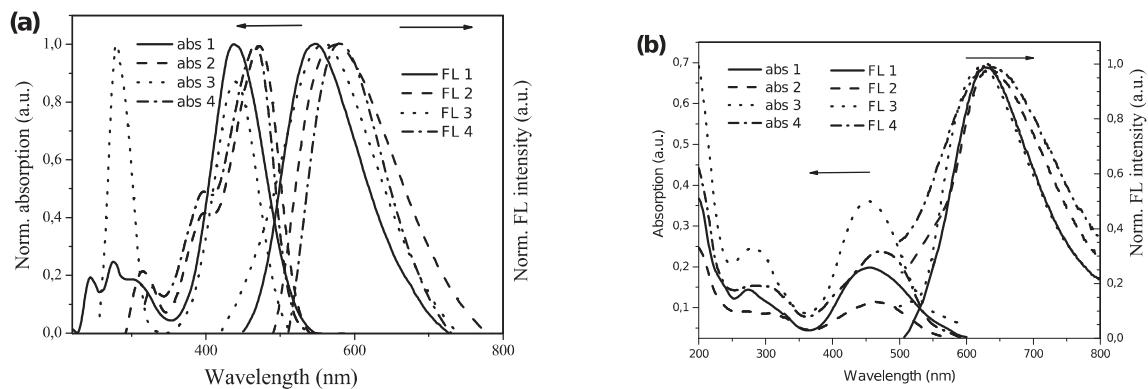 (a)
Norm. absorption (a.u.)
1,0
0,8
0,6
0,4
0,2
0,0
abs 1
abs 2
abs 3
abs 4
FL 1
FL 2
FL 3
FL 4
Norm. FL intensity (a.u.)
400 600 800
Wavelength (nm)
(b)
Absorption (a.u.)
0,7
0,6
0,5
0,4
0,3
0,2
0,1
abs 1 FL 1
abs 2 FL 2
abs 3 FL 3
abs 4 FL 4
1,0
0,8
0,6
0,4
0,2
0,0
Norm. FL intensity (a.u.)
200 300 400 500 600 700 800
Wavelength (nm)